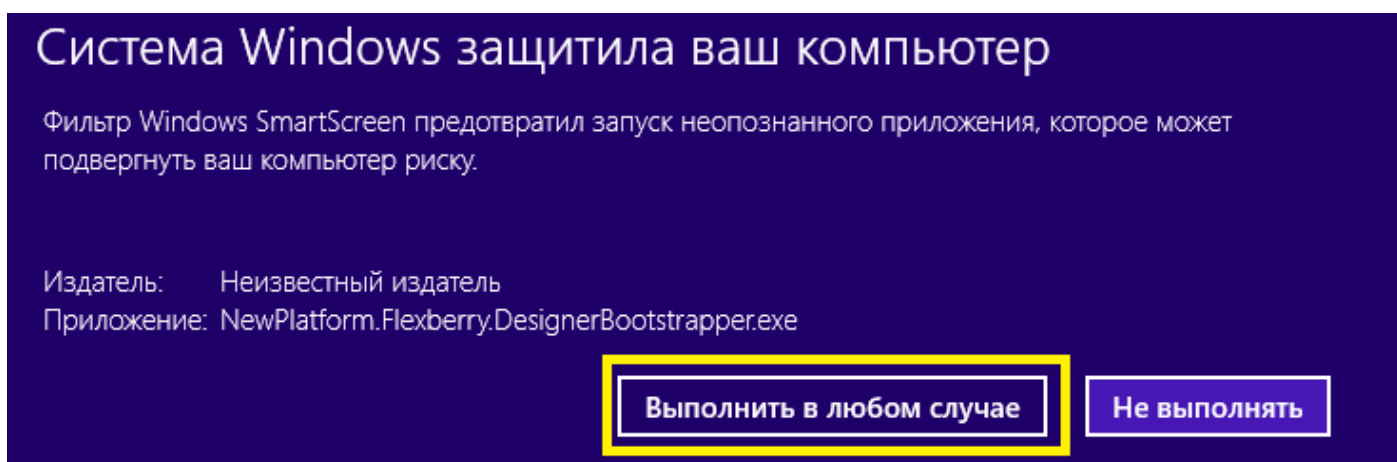 Система Windows защитила ваш компьютер
Фильтр Windows SmartScreen предотвратил запуск неопознанного приложения, которое может
подвергнуть ваш компьютер риску.
Издатель: Неизвестный издатель
Приложение: NewPlatform.Flexberry.DesignerBootstrapper.exe
Выполнить в любом случае Не выполнять